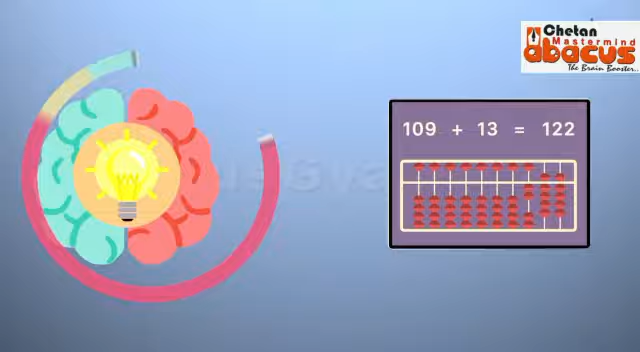 Chetan
Mastermind
abacus
The Brain Booster..
109 + 13 = 122